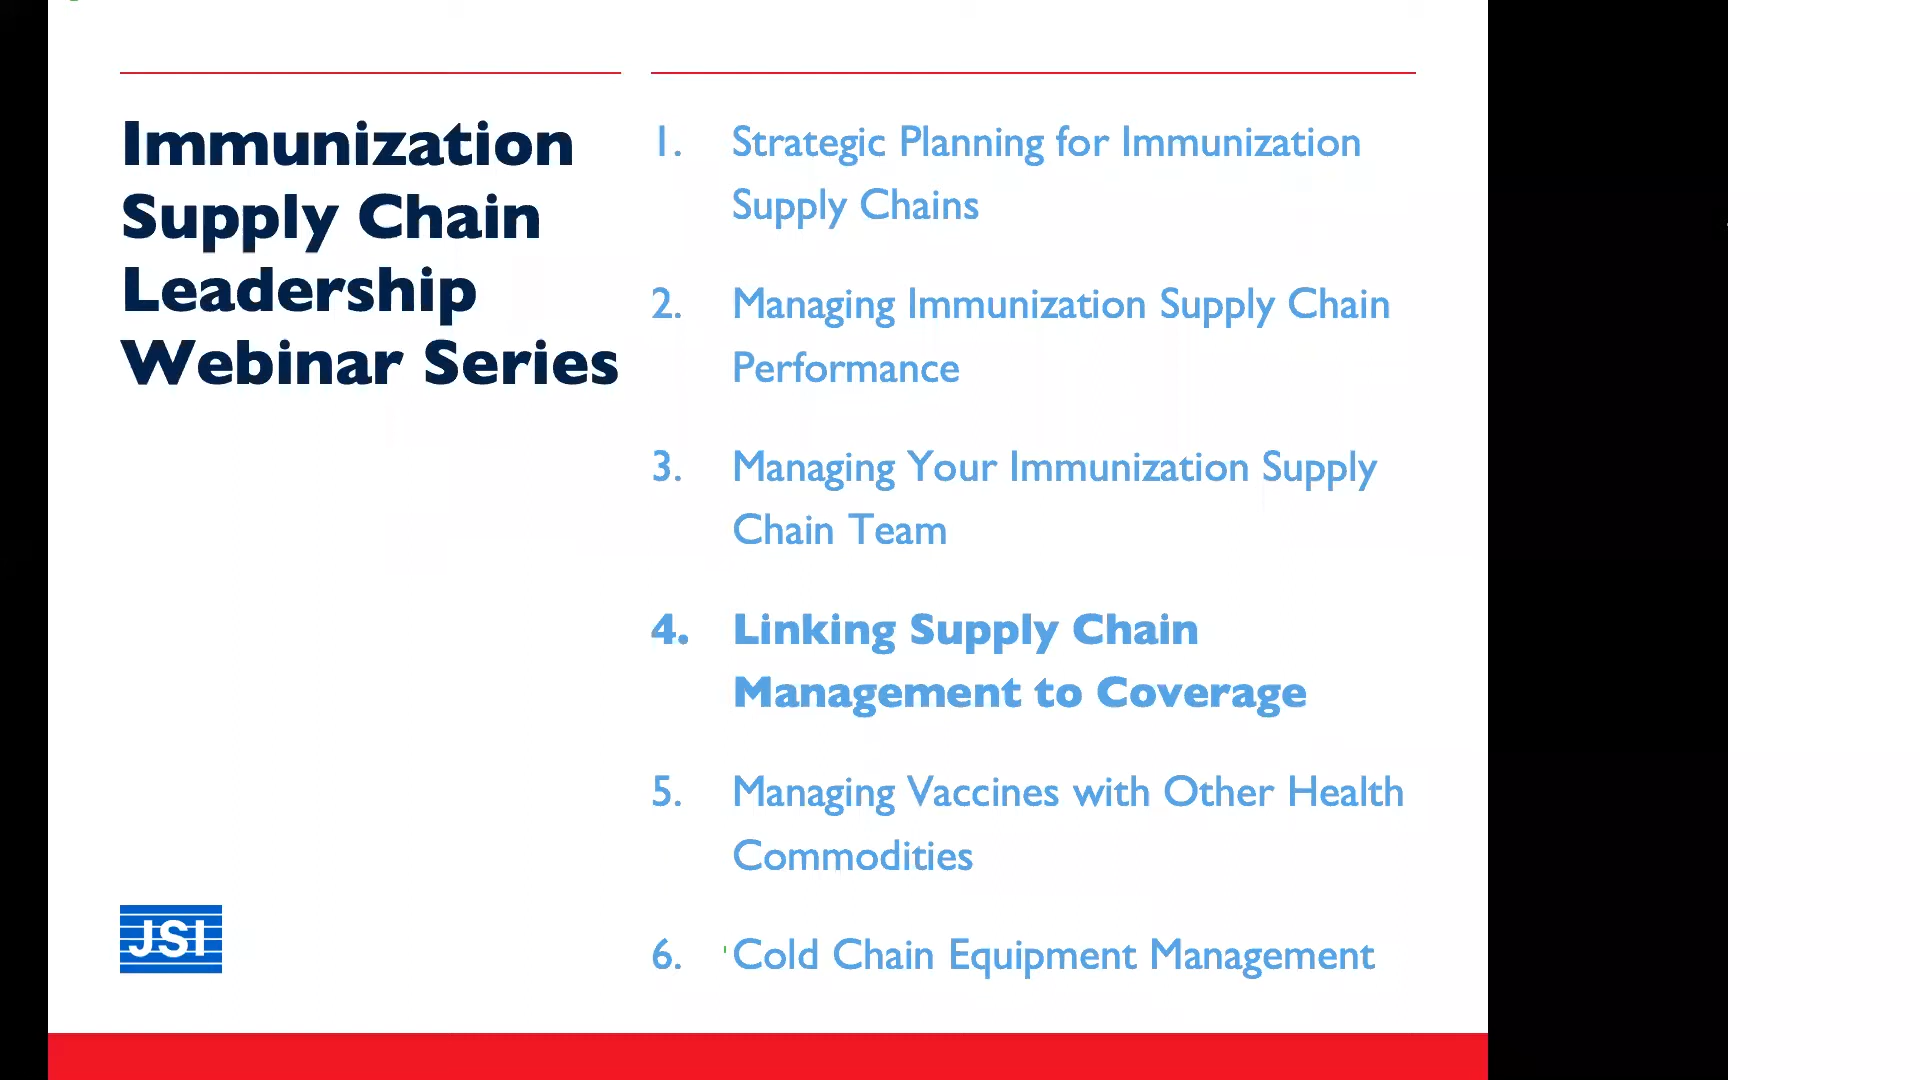 Immunization
Supply Chain
Leadership
Webinar Series
1. Strategic Planning for Immunization
Supply Chains
2. Managing Immunization Supply Chain
Performance
3. Managing Your Immunization Supply
Chain Team
4. Linking Supply Chain
Management to Coverage
5. Managing Vaccines with Other Health
Commodities
6. Cold Chain Equipment Management
JSI